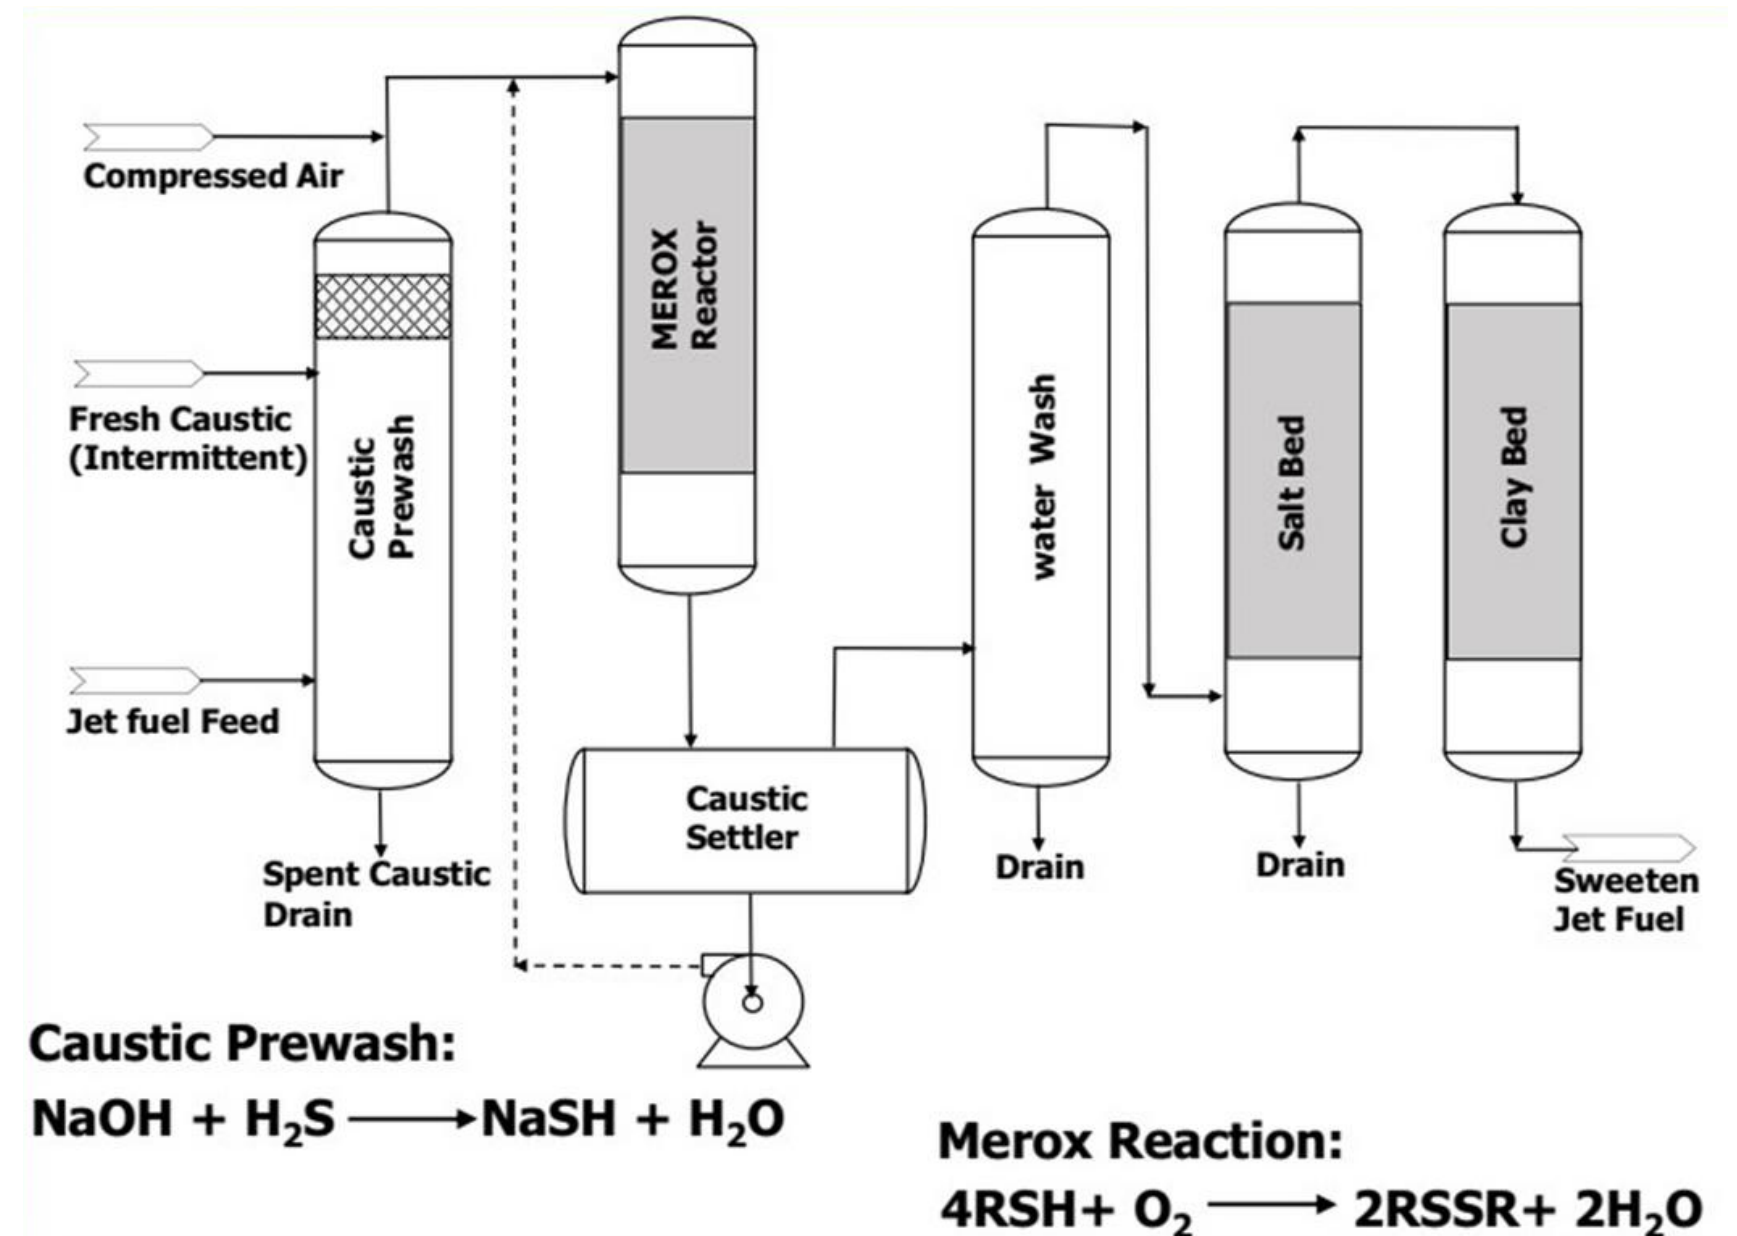 Compressed Air
MEROX
Reactor
Fresh Caustic
(Intermittent)
Caustic
Prewash
water Wash
Salt Bed
Clay Bed
Jet fuel Feed
Caustic
Settler
Spent Caustic
Drain
Drain
Drain
Sweeten
Jet Fuel
Caustic Prewash:
NaOH + H₂S ⟶ NaSH + H₂O
Merox Reaction:
4RSH+ O₂ ⟶ 2RSSR+ 2H₂O